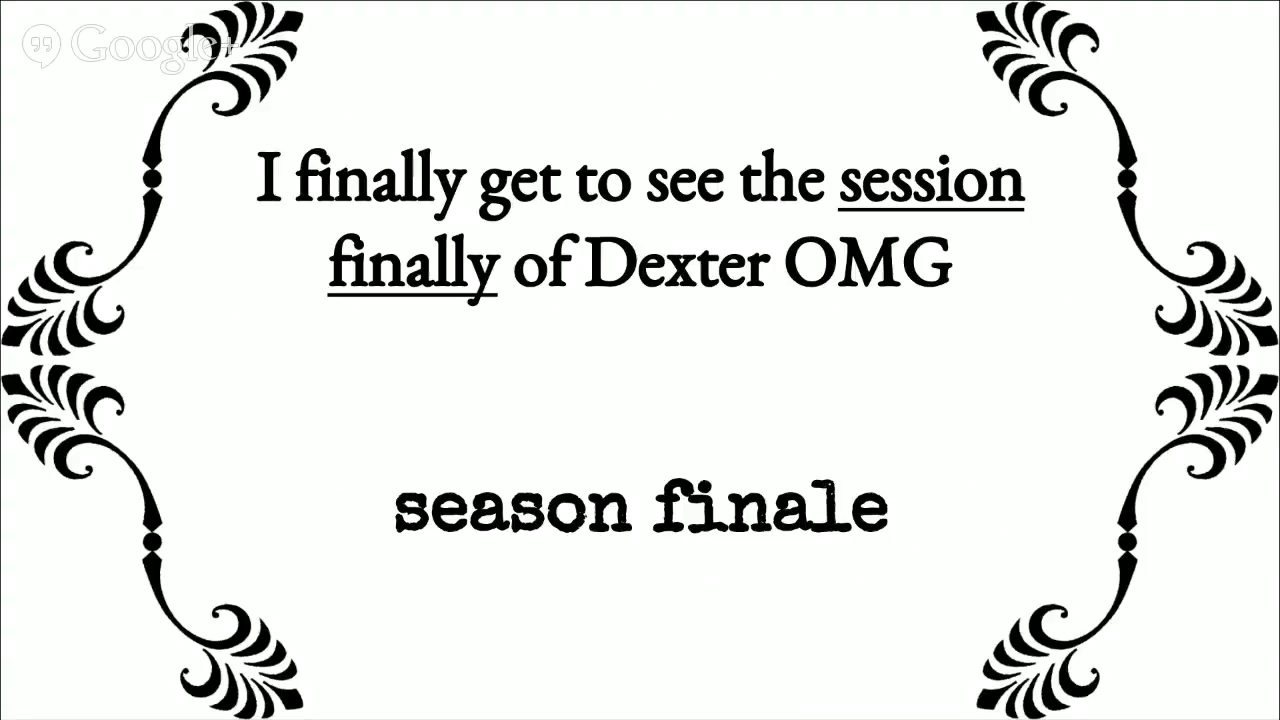 Google+
I finally get to see the session
finally of Dexter OMG
season finale